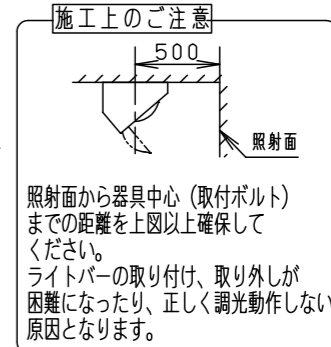 施工上のご注意
500
照射面
照射面から器具中心（取付ボルト）
までの距離を上図以上確保して
ください。
ライトバーの取り付け、取り外しが
困難になったり、正しく調光動作しない
原因となります。